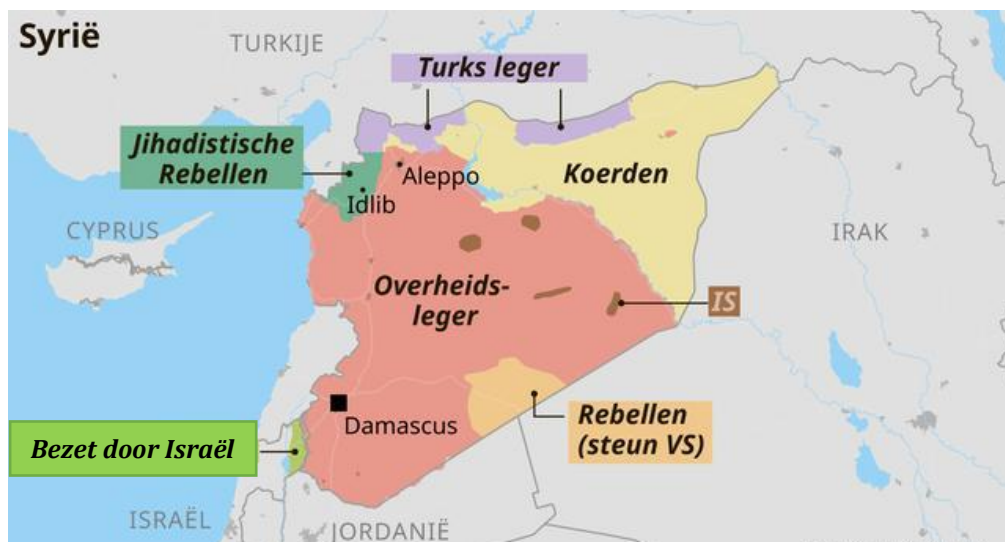 Syrië
TURKIJE
Turks leger
Jihadistische
Rebellen
Aleppo
Koerden
Idlib
CYPRUS
IRAK
Overheids-
leger
IS
Damascus
Rebellen
(steun VS)
Bezet door Israël
ISRAËL
JORDANIË